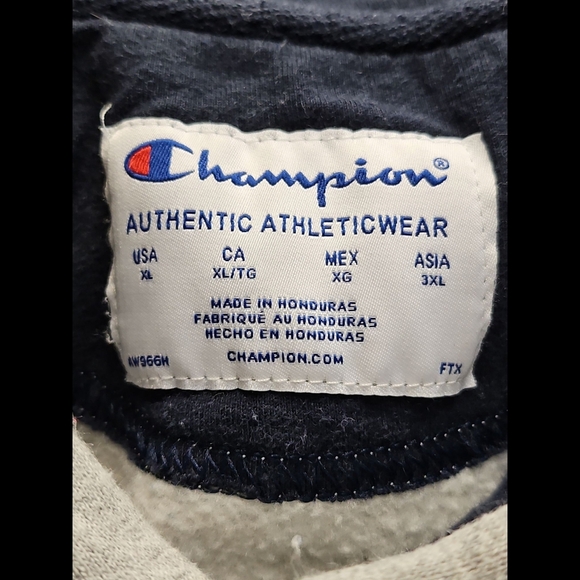 Champion®
AUTHENTIC ATHLETICWEAR
USA CA MEX ASIA
XL XL/TG XG 3XL
MADE IN HONDURAS
FABRIQUÉ AU HONDURAS
HECHO EN HONDURAS
AW966H CHAMPION.COM FTX